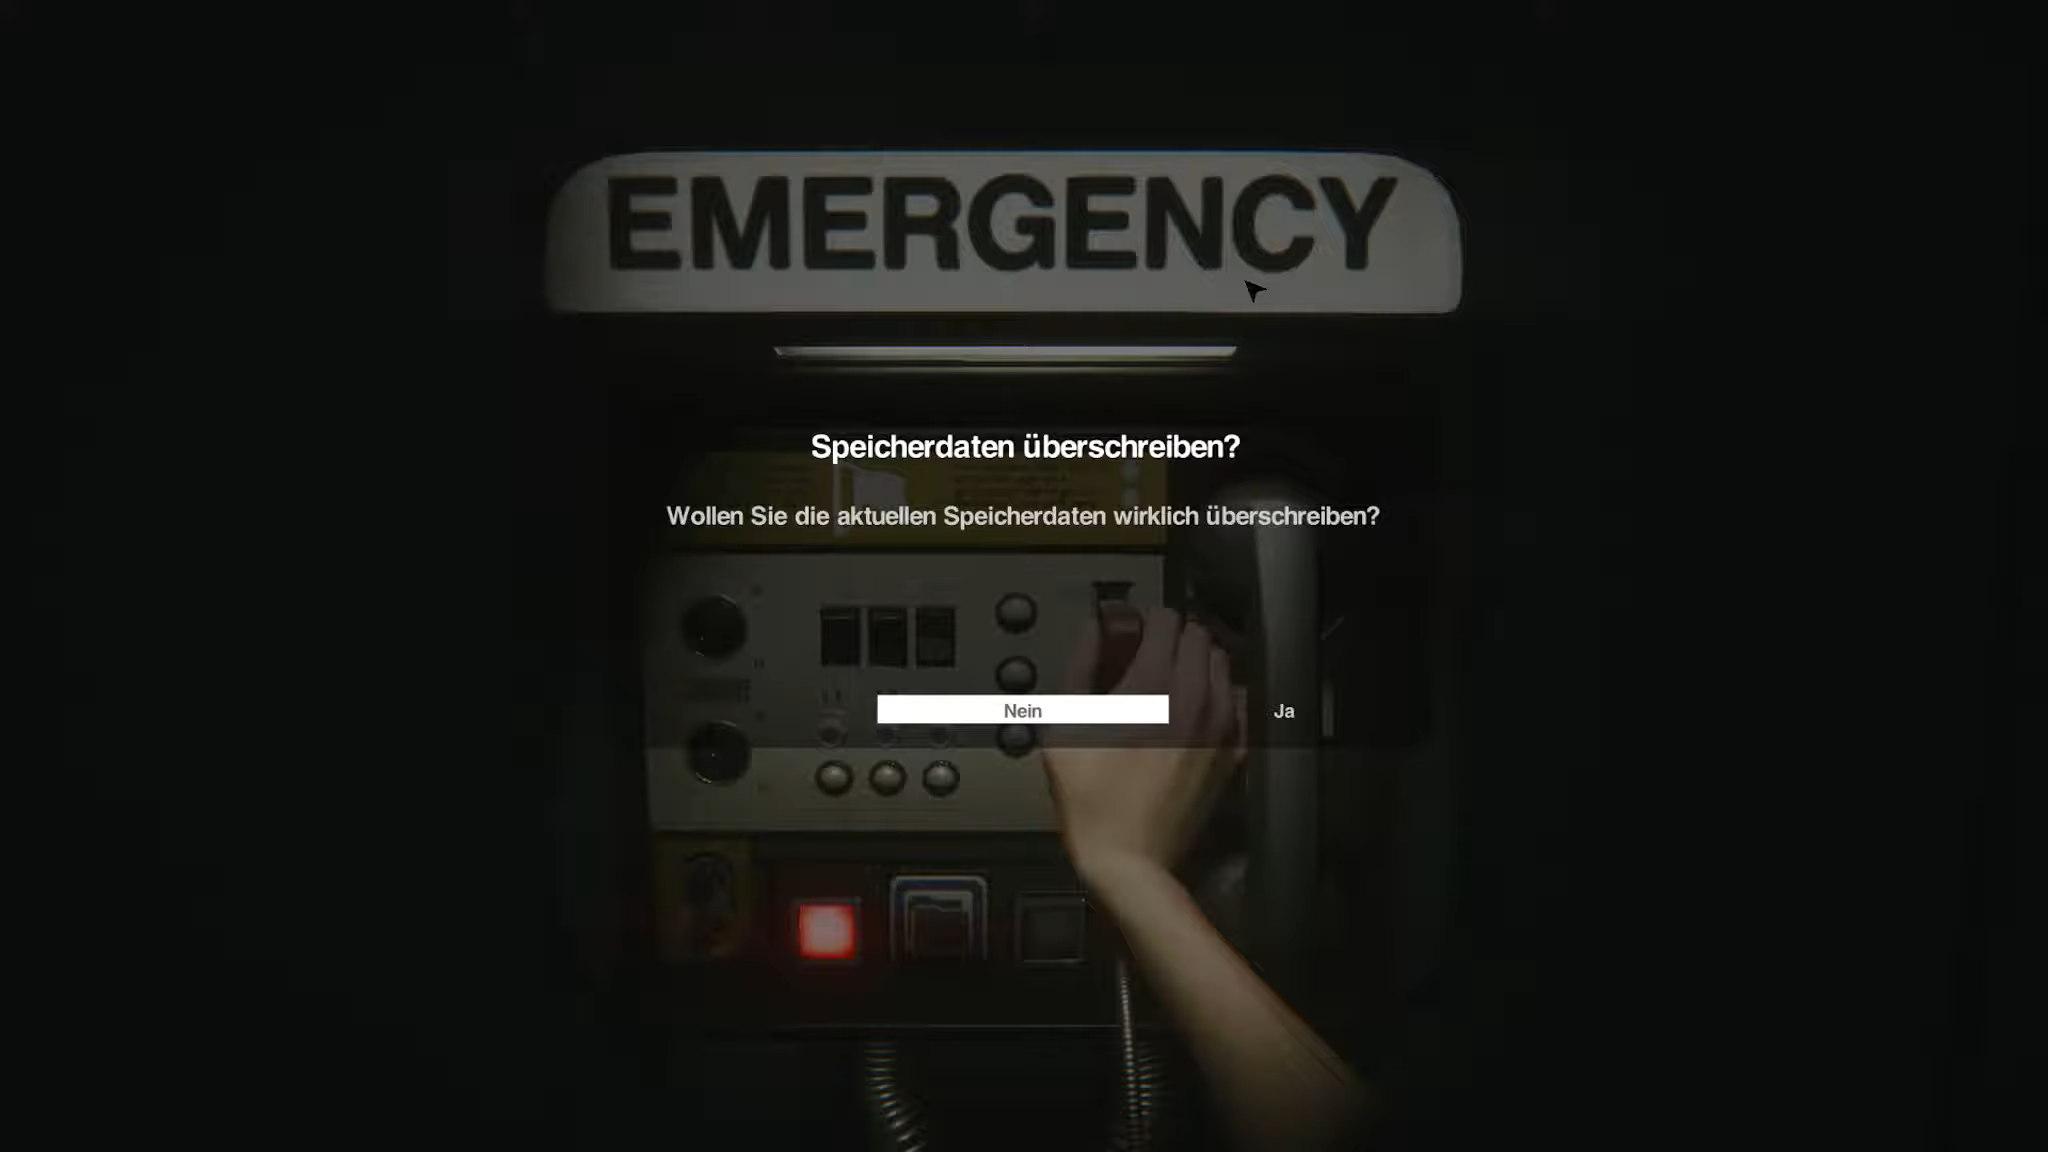 EMERGENCY
Speicherdaten überschreiben?
Wollen Sie die aktuellen Speicherdaten wirklich überschreiben?
Nein Ja